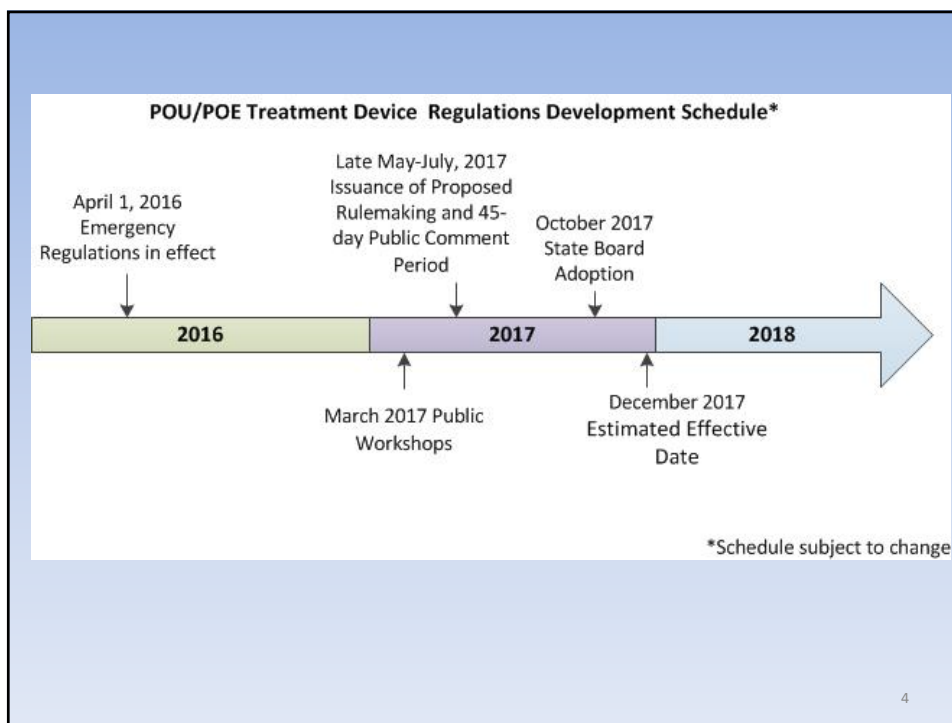 POU/POE Treatment Device Regulations Development Schedule*
April 1, 2016
Emergency
Regulations in effect
Late May-July, 2017
Issuance of Proposed
Rulemaking and 45-
day Public Comment
Period
October 2017
State Board
Adoption
2016
2017
2018
March 2017 Public
Workshops
December 2017
Estimated Effective
Date
*Schedule subject to change
4